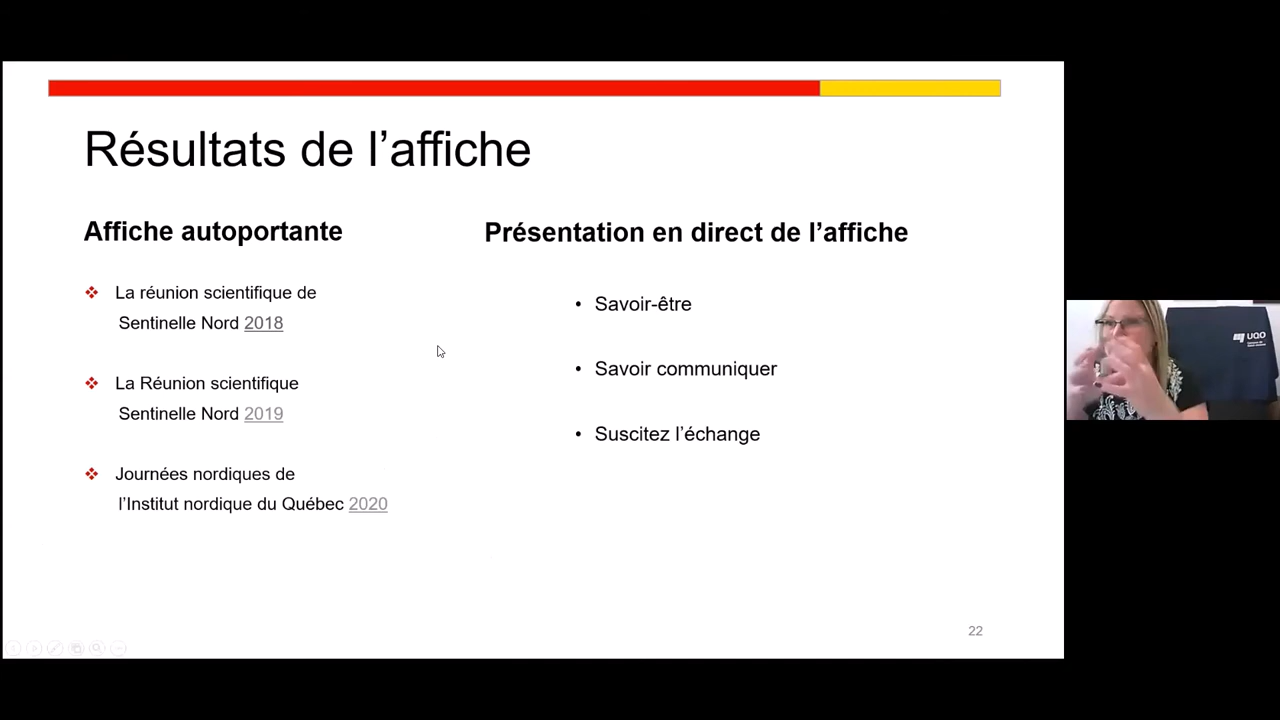 Résultats de l’affiche
Affiche autoportante
La réunion scientifique de
Sentinelle Nord 2018
La Réunion scientifique
Sentinelle Nord 2019
Journées nordiques de
l’Institut nordique du Québec 2020
Présentation en direct de l’affiche
• Savoir-être
• Savoir communiquer
• Suscitez l’échange
22
UQO